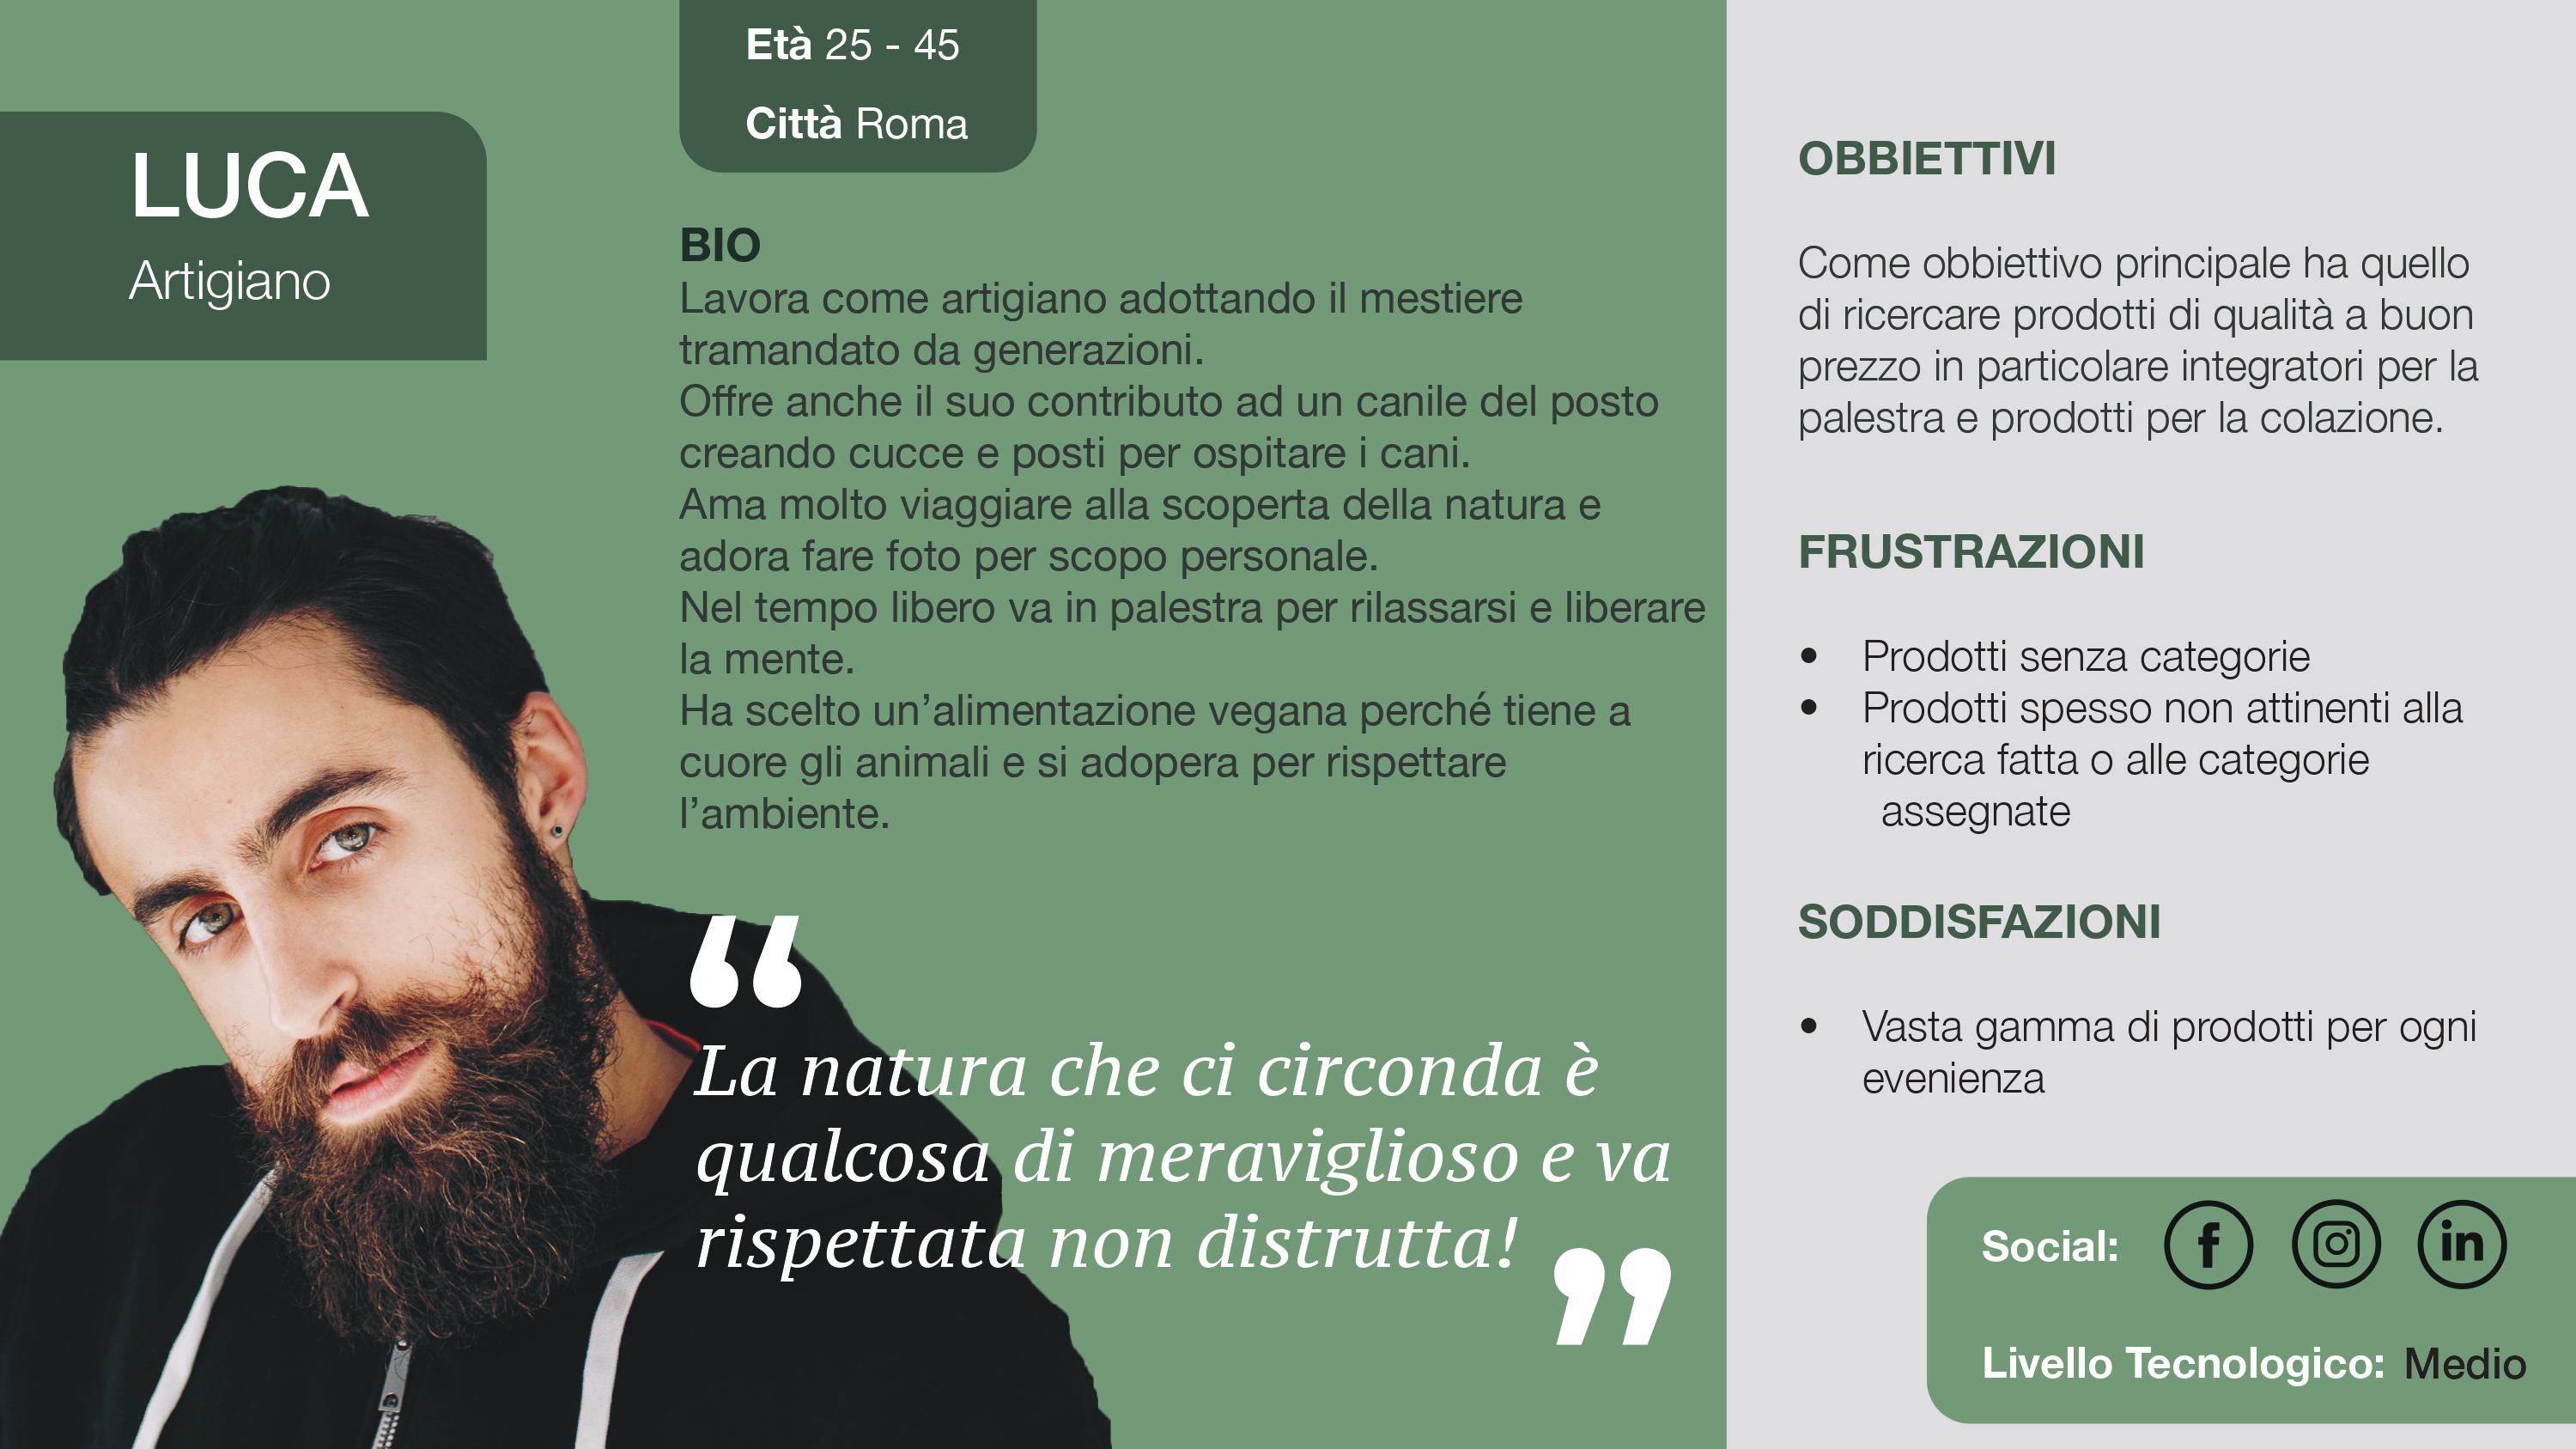 LUCA
Artigiano
Età 25 - 45
Città Roma
BIO
Lavora come artigiano adottando il mestiere
tramandato da generazioni.
Offre anche il suo contributo ad un canile del posto
creando cucce e posti per ospitare i cani.
Ama molto viaggiare alla scoperta della natura e
adora fare foto per scopo personale.
Nel tempo libero va in palestra per rilassarsi e liberare
la mente.
Ha scelto un’alimentazione vegana perché tiene a
cuore gli animali e si adopera per rispettare
l’ambiente.
“
La natura che ci circonda è
qualcosa di meraviglioso e va
rispettata non distrutta!
”
OBBIETTIVI
Come obbiettivo principale ha quello
di ricercare prodotti di qualità a buon
prezzo in particolare integratori per la
palestra e prodotti per la colazione.
FRUSTRAZIONI
• Prodotti senza categorie
• Prodotti spesso non attinenti alla
ricerca fatta o alle categorie
assegnate
SODDISFAZIONI
• Vasta gamma di prodotti per ogni
evenienza
Social: f in
Livello Tecnologico: Medio